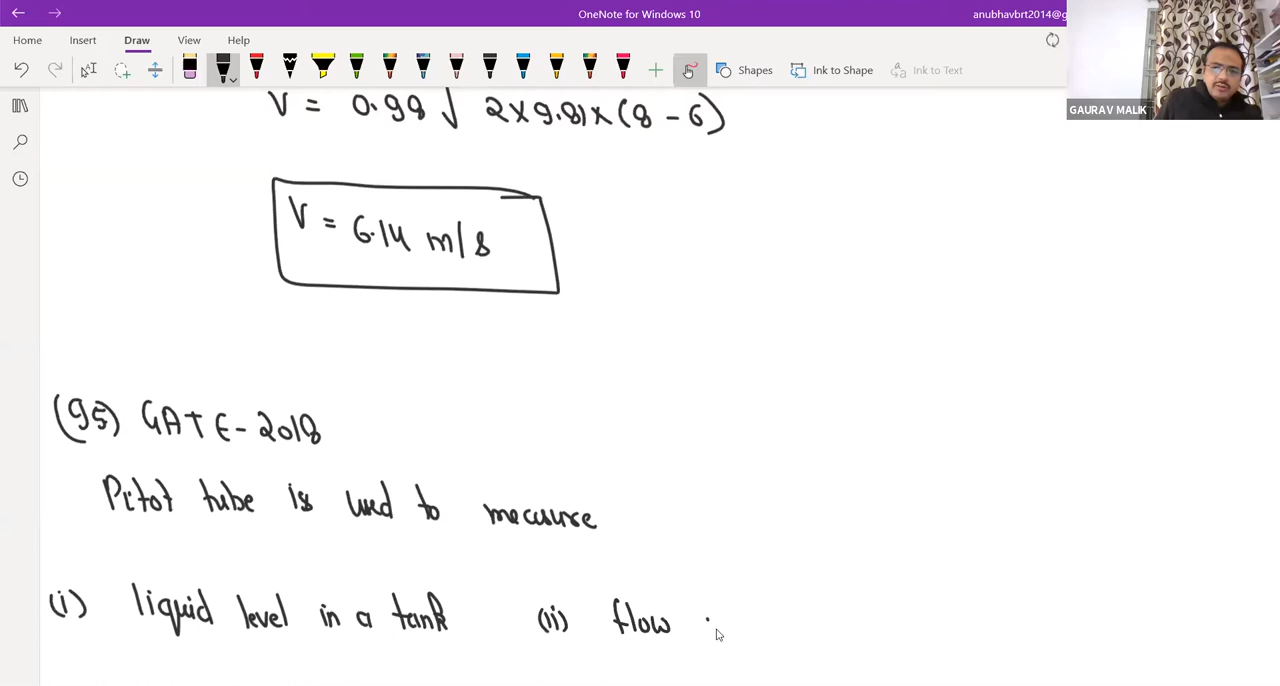 OneNote for Windows 10
anubhavbrt2014@g
Home Insert Draw View Help
Shapes Ink to Shape Ink to Text
GAURAV MALIK
V = 0.98 √ 2×9.81×(8 - 6)
V = 6.14 m/s
(95) GATE-2018
Pitot tube is used to measure
(i) liquid level in a tank (ii) flow